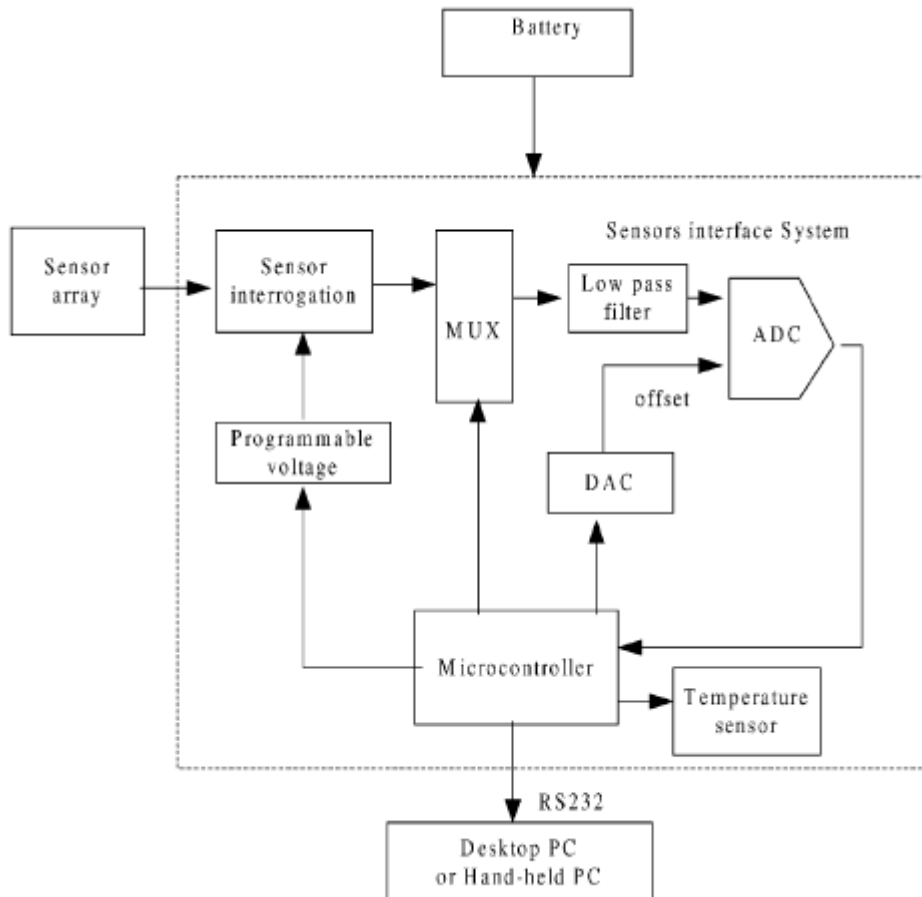 Battery
Sensors interface System
Sensor
array
Sensor
interrogation
MUX
Low pass
filter
ADC
offset
Programmable
voltage
DAC
Microcontroller
Temperature
sensor
RS232
Desktop PC
or Hand-held PC